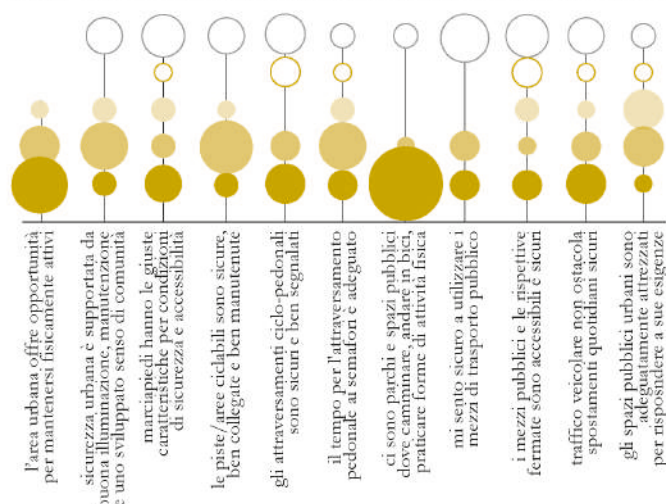 l'area urbana offre opportunità
per mantenersi fisicamente attivi
sicurezza urbana è supportata da
buona illuminazione, manutenzione
e uno sviluppato senso di comunità
marciapiedi hanno le giuste
caratteristiche per condizioni
di sicurezza e accessibilità
le piste/aree ciclabili sono sicure,
ben collegate e ben manutenute
gli attraversamenti ciclo-pedonali
sono sicuri e ben segnalati
il tempo per l'attraversamento
pedonale ai semafori è adeguato
ci sono parchi e spazi pubblici
dove camminare, andare in bici,
praticare forme di attività fisica
mi sento sicuro a utilizzare i
mezzi di trasporto pubblico
i mezzi pubblici e le rispettive
fermate sono accessibili e sicuri
traffico veicolare non ostacola
spostamenti quotidiani sicuri
gli spazi pubblici urbani sono
adeguatamente attrezzati
per rispondere a sue esigenze